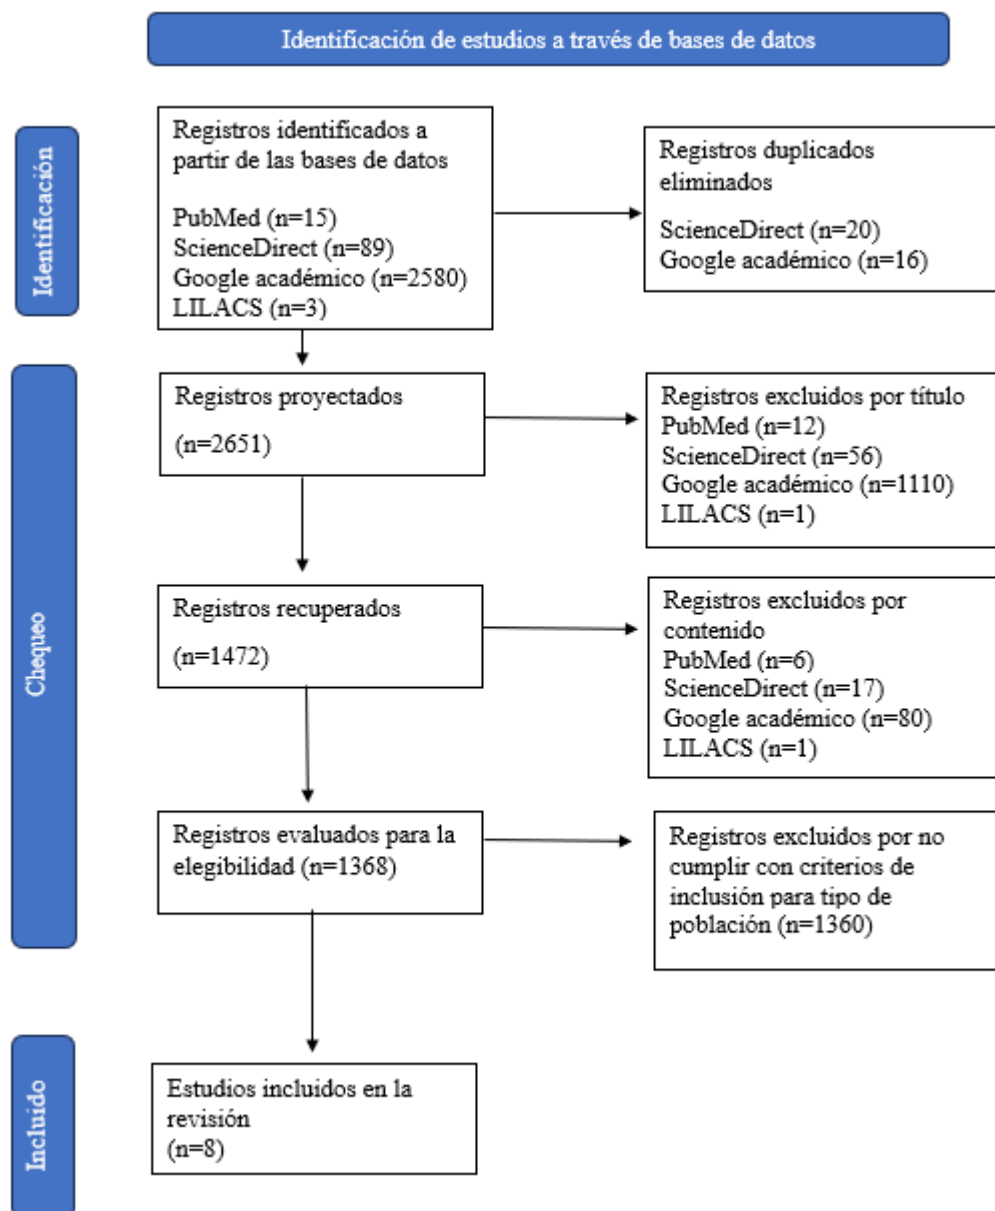 Identificación de estudios a través de bases de datos
Identificación
Registros identificados a
partir de las bases de datos
PubMed (n=15)
ScienceDirect (n=89)
Google académico (n=2580)
LILACS (n=3)
Registros duplicados
eliminados
ScienceDirect (n=20)
Google académico (n=16)
Chequeo
Registros proyectados
(n=2651)
Registros excluidos por título
PubMed (n=12)
ScienceDirect (n=56)
Google académico (n=1110)
LILACS (n=1)
Registros recuperados
(n=1472)
Registros excluidos por
contenido
PubMed (n=6)
ScienceDirect (n=17)
Google académico (n=80)
LILACS (n=1)
Registros evaluados para la
elegibilidad (n=1368)
Registros excluidos por no
cumplir con criterios de
inclusión para tipo de
población (n=1360)
Incluido
Estudios incluidos en la
revisión
(n=8)